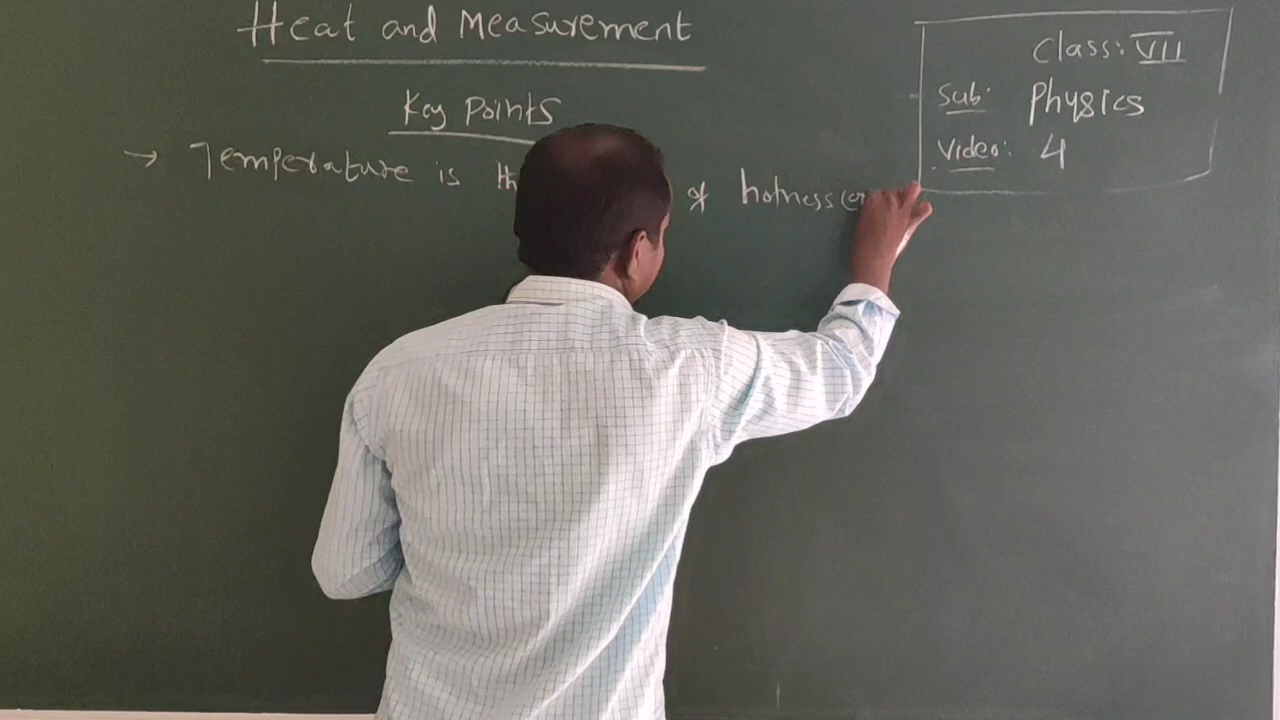 Heat and Measurement
Class: VII
Sub: Physics
Video: 4
Key Points
→ Temperature is of hotness